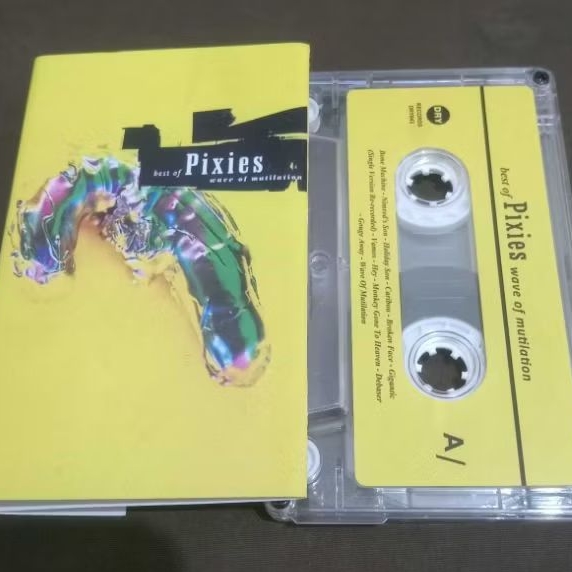 best of Pixies
wave of mutilation
DRY
RECORDS
best of Pixies wave of mutilation
Bone Machine - Nimrod's Son - Holiday Son - Caribou - Broken Face - Gigantic
(Single Version Re-recorded) - Vamos - Hey - Monkey Gone To Heaven - Debaser
- Gouge Away - Wave Of Mutilation
A/